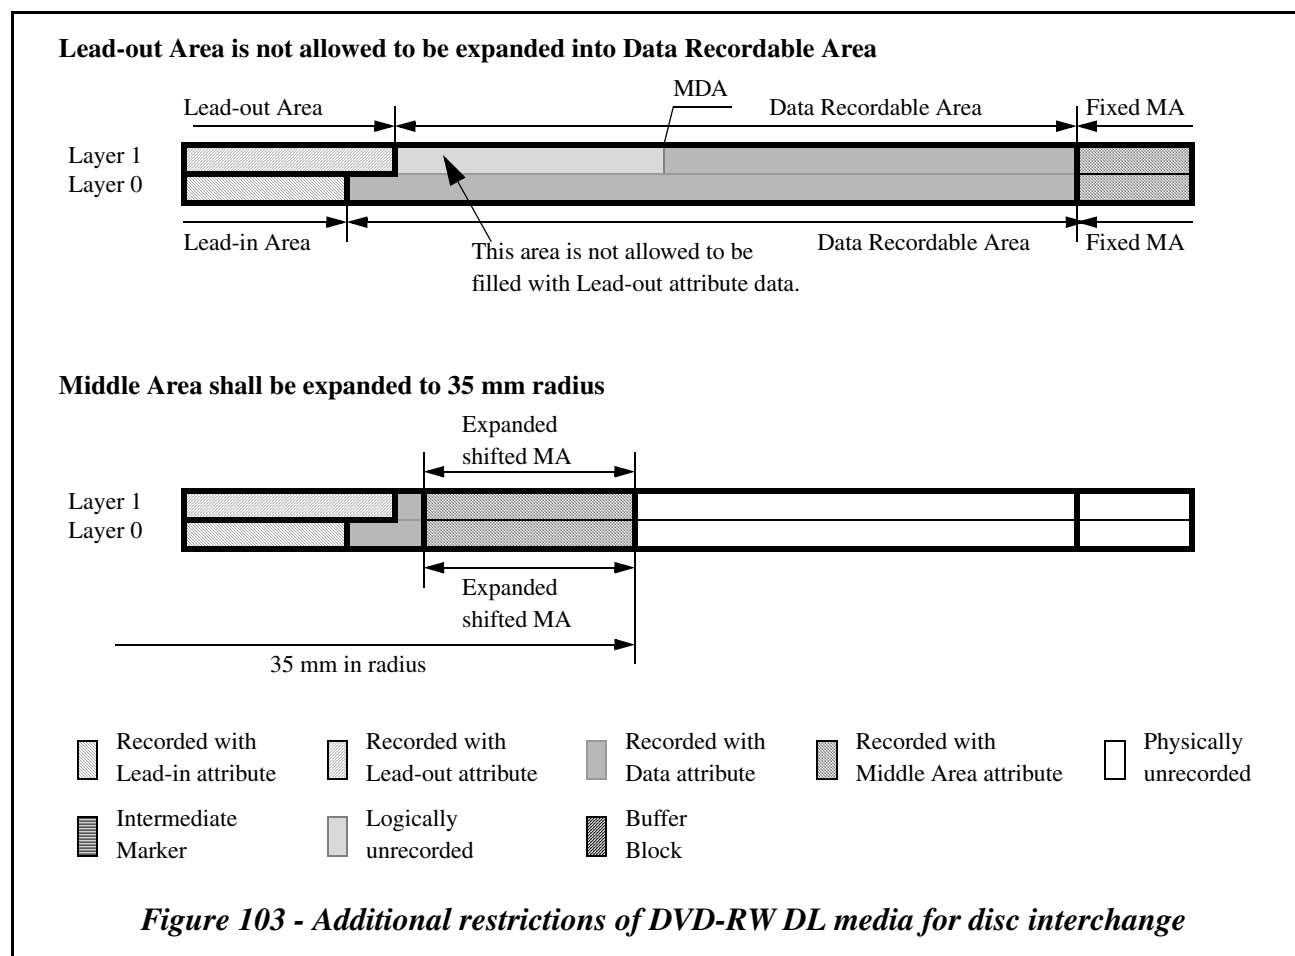 Lead-out Area is not allowed to be expanded into Data Recordable Area
MDA
Lead-out Area
Data Recordable Area
Fixed MA
Layer 1
Layer 0
Lead-in Area
Data Recordable Area
Fixed MA
This area is not allowed to be
filled with Lead-out attribute data.
Middle Area shall be expanded to 35 mm radius
Expanded
shifted MA
Layer 1
Layer 0
Expanded
shifted MA
35 mm in radius
Recorded with
Lead-in attribute
Recorded with
Lead-out attribute
Recorded with
Data attribute
Recorded with
Middle Area attribute
Physically
unrecorded
Intermediate
Marker
Logically
unrecorded
Buffer
Block
Figure 103 - Additional restrictions of DVD-RW DL media for disc interchange